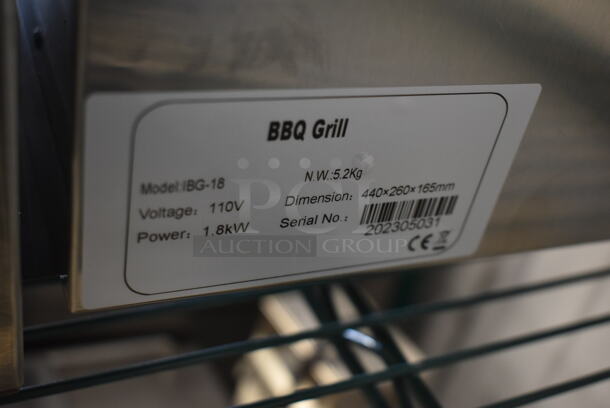 BBQ Grill
N.W.:5.2Kg
Model:IBG-18
Dimension: 440×260×165mm
Voltage: 110V
Serial No.:
Power: 1.8kW
202305031
CE
PCI
AUCTION GROUP